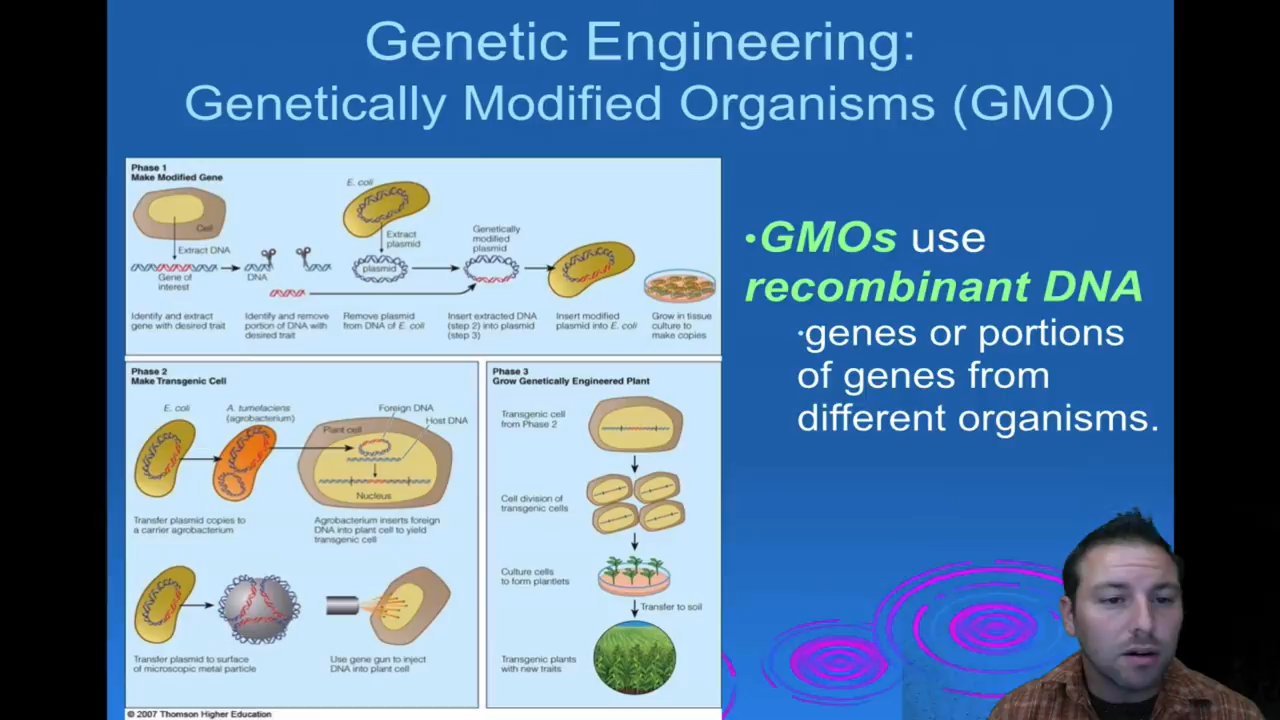 Genetic Engineering:
Genetically Modified Organisms (GMO)
Phase 1
Make Modified Gene
E. coli
Cell
Extract DNA
Extract
plasmid
Genetically
modified
plasmid
plasmid
Gene of
interest
DNA
Identify and extract
gene with desired trait
Identify and remove
portion of DNA with
desired trait
Remove plasmid
from DNA of E. coli
Insert extracted DNA
(step 2) into plasmid
(step 3)
Insert modified
plasmid into E. coli
Grow in tissue
culture to
make copies
•GMOs use
recombinant DNA
•genes or portions
of genes from
different organisms.
Phase 2
Make Transgenic Cell
E. coli
A. tumefaciens
(agrobacterium)
Foreign DNA
Host DNA
Plant cell
Nucleus
Transfer plasmid copies to
a carrier agrobacterium
Agrobacterium inserts foreign
DNA into plant cell to yield
transgenic cell
Transfer plasmid to surface
of microscopic metal particle
Use gene gun to inject
DNA into plant cell
Phase 3
Grow Genetically Engineered Plant
Transgenic cell
from Phase 2
Cell division of
transgenic cells
Culture cells
to form plantlets
Transfer to soil
Transgenic plants
with new traits
© 2007 Thomson Higher Education